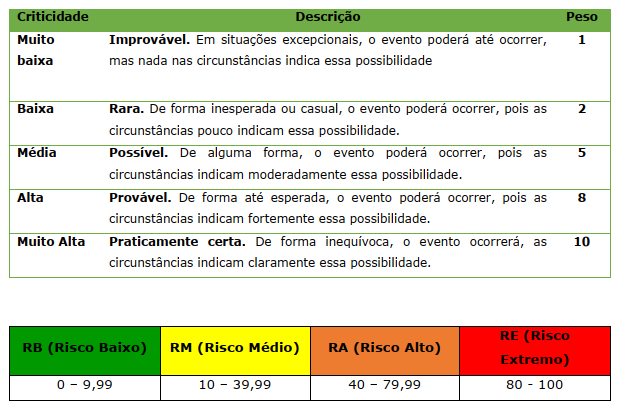 Criticidade Descrição Peso
Muito baixa Improvável. Em situações excepcionais, o evento poderá até ocorrer, 1
mas nada nas circunstâncias indica essa possibilidade
Baixa Rara. De forma inesperada ou casual, o evento poderá ocorrer, pois as 2
circunstâncias pouco indicam essa possibilidade.
Média Possível. De alguma forma, o evento poderá ocorrer, pois as 5
circunstâncias indicam moderadamente essa possibilidade.
Alta Provável. De forma até esperada, o evento poderá ocorrer, pois as 8
circunstâncias indicam fortemente essa possibilidade.
Muito Alta Praticamente certa. De forma inequívoca, o evento ocorrerá, as 10
circunstâncias indicam claramente essa possibilidade.
RB (Risco Baixo) RM (Risco Médio) RA (Risco Alto) RE (Risco Extremo)
0 – 9,99 10 – 39,99 40 – 79,99 80 - 100